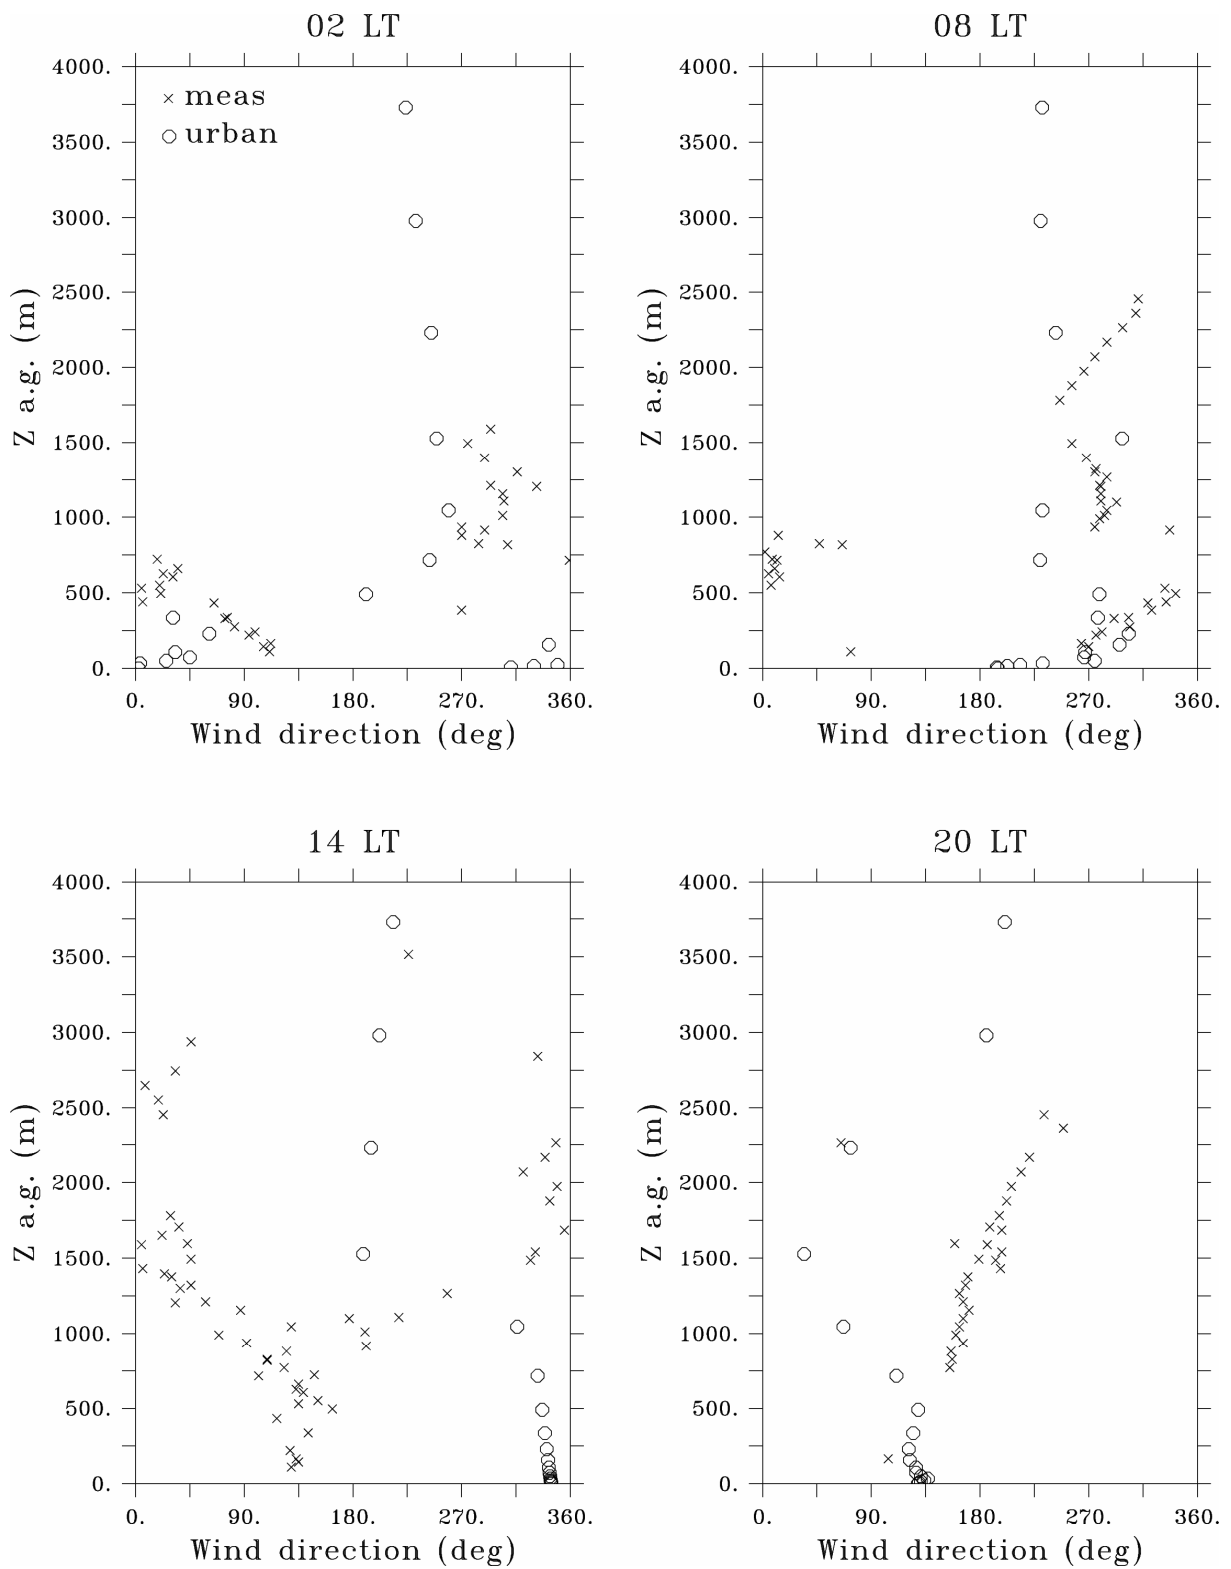 02 LT
08 LT
4000.
3500.
3000.
2500.
2000.
1500.
1000.
500.
0.
Z a.g. (m)
meas
urban
0. 90. 180. 270. 360.
Wind direction (deg)
4000.
3500.
3000.
2500.
2000.
1500.
1000.
500.
0.
Z a.g. (m)
0. 90. 180. 270. 360.
Wind direction (deg)
14 LT
20 LT
4000.
3500.
3000.
2500.
2000.
1500.
1000.
500.
0.
Z a.g. (m)
0. 90. 180. 270. 360.
Wind direction (deg)
4000.
3500.
3000.
2500.
2000.
1500.
1000.
500.
0.
Z a.g. (m)
0. 90. 180. 270. 360.
Wind direction (deg)